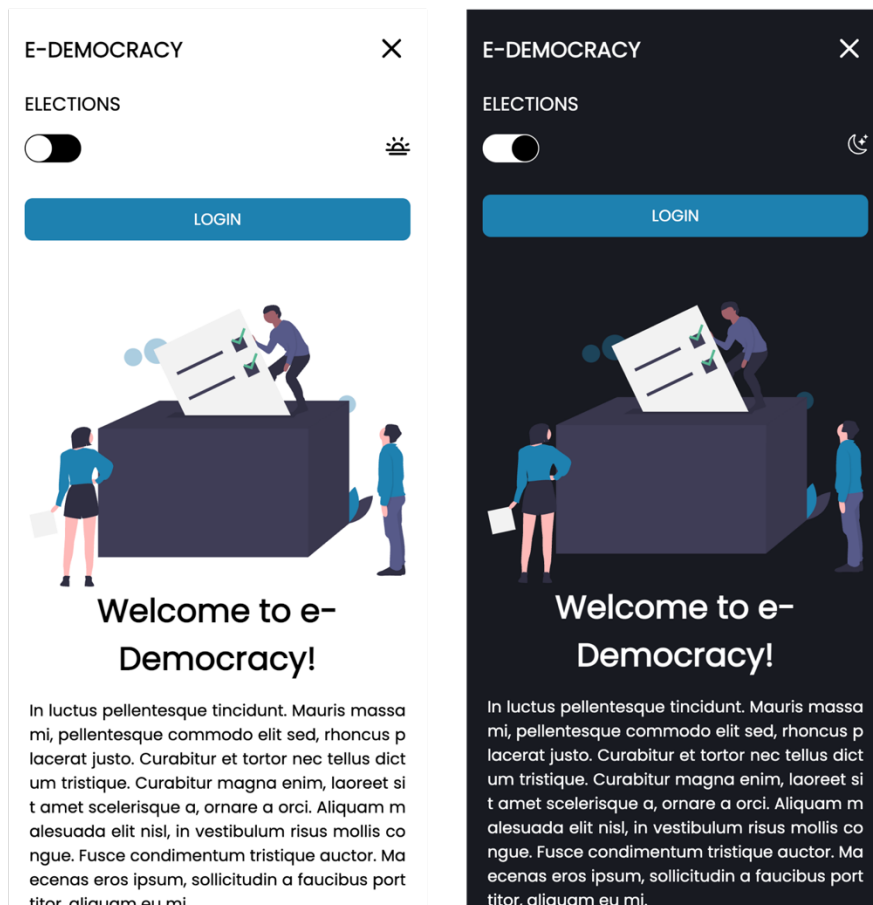 E-DEMOCRACY
ELECTIONS
LOGIN
Welcome to e-
Democracy!
In luctus pellentesque tincidunt. Mauris massa
mi, pellentesque commodo elit sed, rhoncus p
lacerat justo. Curabitur et tortor nec tellus dict
um tristique. Curabitur magna enim, laoreet si
t amet scelerisque a, ornare a orci. Aliquam m
alesuada elit nisl, in vestibulum risus mollis co
ngue. Fusce condimentum tristique auctor. Ma
ecenas eros ipsum, sollicitudin a faucibus port
titor, aliquam eu mi.
E-DEMOCRACY
ELECTIONS
LOGIN
Welcome to e-
Democracy!
In luctus pellentesque tincidunt. Mauris massa
mi, pellentesque commodo elit sed, rhoncus p
lacerat justo. Curabitur et tortor nec tellus dict
um tristique. Curabitur magna enim, laoreet si
t amet scelerisque a, ornare a orci. Aliquam m
alesuada elit nisl, in vestibulum risus mollis co
ngue. Fusce condimentum tristique auctor. Ma
ecenas eros ipsum, sollicitudin a faucibus port
titor, aliquam eu mi.